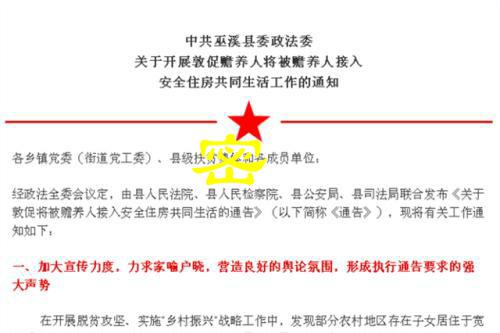 中共巫溪县委政法委
关于开展敦促赡养人将被赡养人接入
安全住房共同生活工作的通知
密
各乡镇党委（街道党工委）、县级扶贫集团各成员单位：
经政法全委会议定，由县人民法院、县人民检察院、县公安局、县司法局联合发布《关于
敦促将被赡养人接入安全住房共同生活的通告》（以下简称《通告》），现将有关工作通
知如下：
一、加大宣传力度，力求家喻户晓，营造良好的舆论氛围，形成执行通告要求的强
大声势
在开展脱贫攻坚、实施“乡村振兴”战略工作中，发现部分农村地区存在子女居住于宽